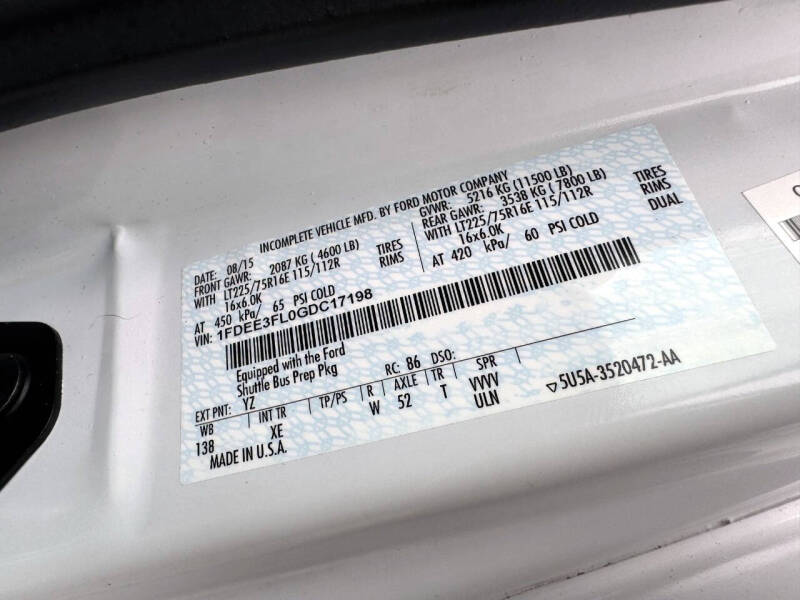 INCOMPLETE VEHICLE MFD. BY FORD MOTOR COMPANY
DATE: 08/15 GVWR: 5216 KG (11500 LB)
FRONT GAWR: 2087 KG (4600 LB) REAR GAWR: 3538 KG (7800 LB)
WITH LT225/75R16E 115/112R TIRES WITH LT225/75R16E 115/112R TIRES
16x6.0K RIMS 16x6.0K RIMS
AT 450 kPa/ 65 PSI COLD AT 420 kPa/ 60 PSI COLD DUAL
VIN: 1FDEE3FL0GDC17198
Equipped with the Ford
Shuttle Bus Prep Pkg
EXT PNT: YZ RC: 86 DSO:
WB INT TR TP/PS R AXLE TR SPR
138 XE W 52 T VVVV
ULN
MADE IN U.S.A.
▽5U5A-3520472-AA